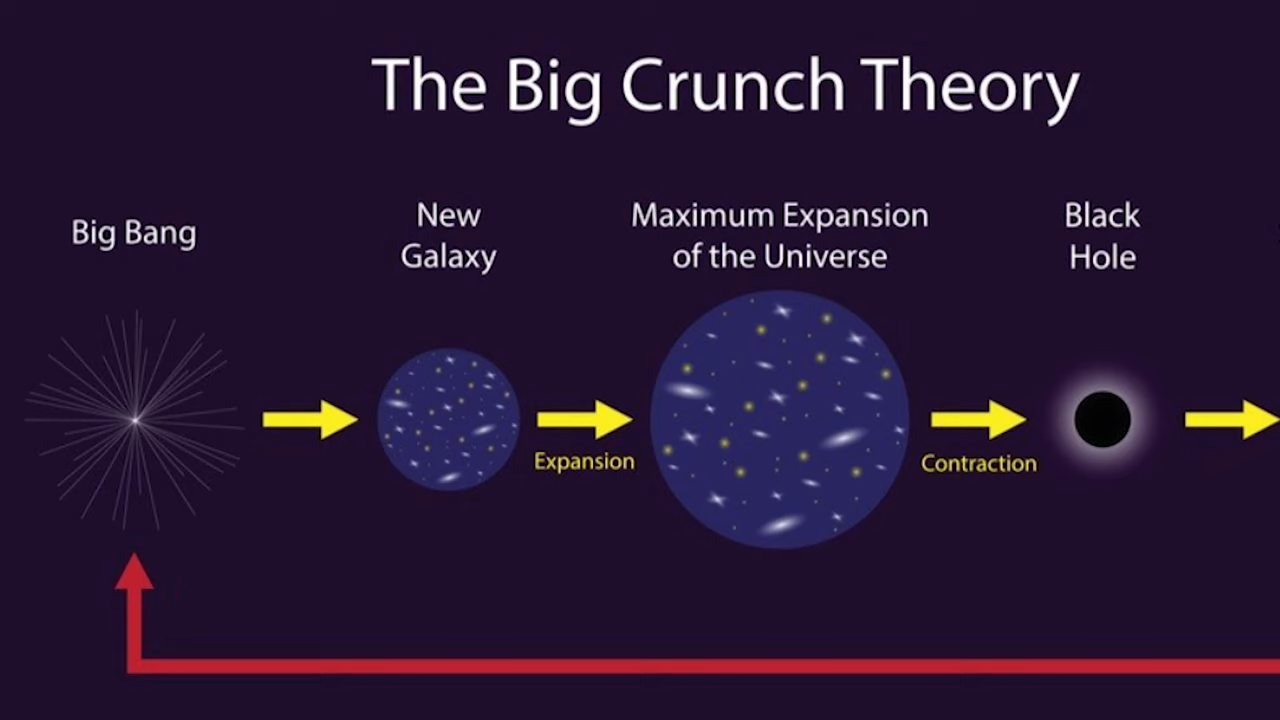 The Big Crunch Theory
Big Bang
New
Galaxy
Maximum Expansion
of the Universe
Black
Hole
Expansion
Contraction